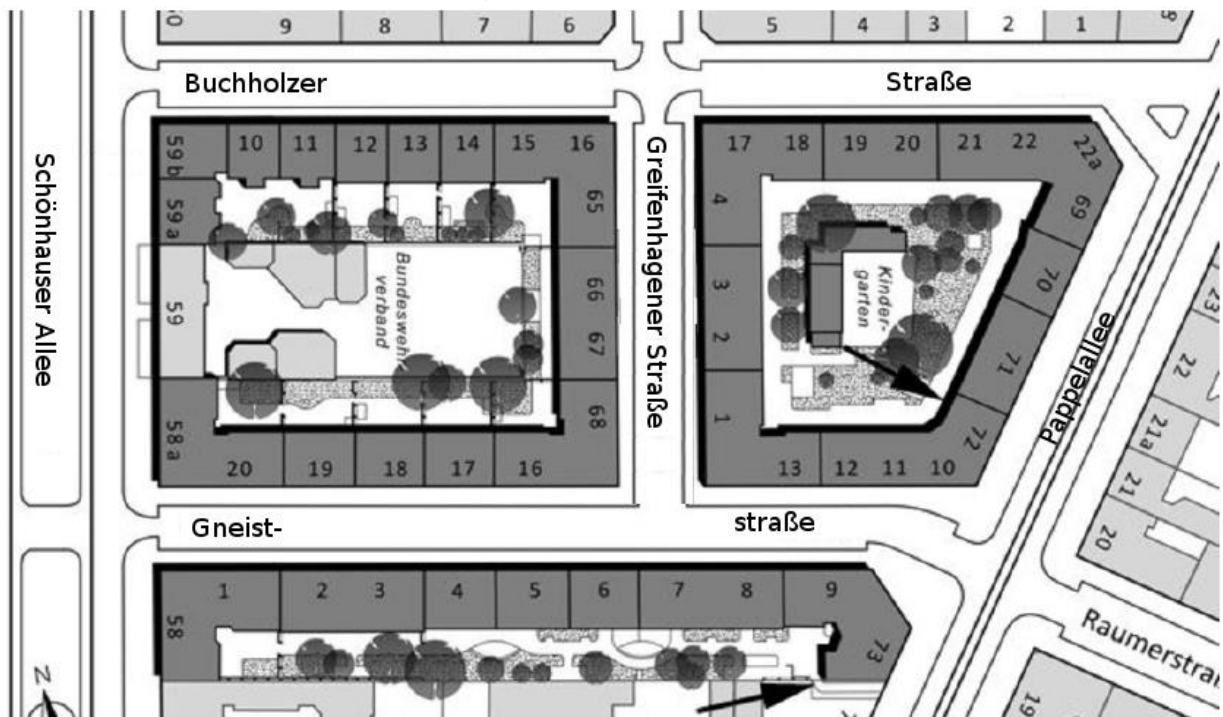 9 8 7 6 5 4 3 2 1
Buchholzer Straße
59b 10 11 12 13 14 15 16 17 18 19 20 21 22 22a
59a 65 4 69
Schönhauser Allee
Greifenhagener Straße
Bundeswehr
verband
Kinder-
garten
59 66 3 70 23
67 2 71 22
Pappelallee
58a 68 1 72 21a
20 19 18 17 16 13 12 11 10 21
20
Gneist- straße
1 2 3 4 5 6 7 8 9
58 73
Raumerstra
N
19